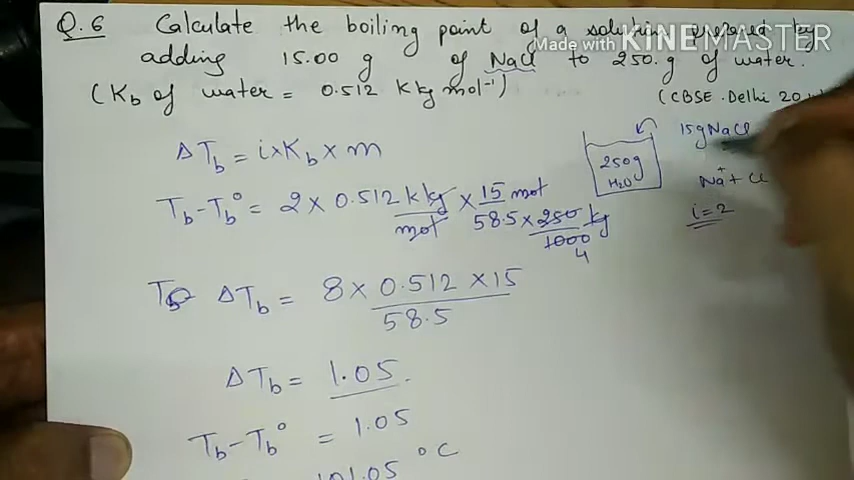 Q.6 Calculate the boiling point of a solution prepared by
Made with KINEMASTER
adding 15.00 g of NaCl to 250.g of water.
(Kb of water = 0.512 K kg mol⁻¹) (CBSE.Delhi 20
ΔTb = i×Kb×m
15g NaCl
250g
H₂O
Na⁺ + Cl
i=2
Tb-Tb° = 2 × 0.512 K kg/mol × 15 mol/58.5 × 250/1000 kg
4
Tb ΔTb = 8 × 0.512 × 15/58.5
ΔTb = 1.05.
Tb-Tb° = 1.05
101.05 °C